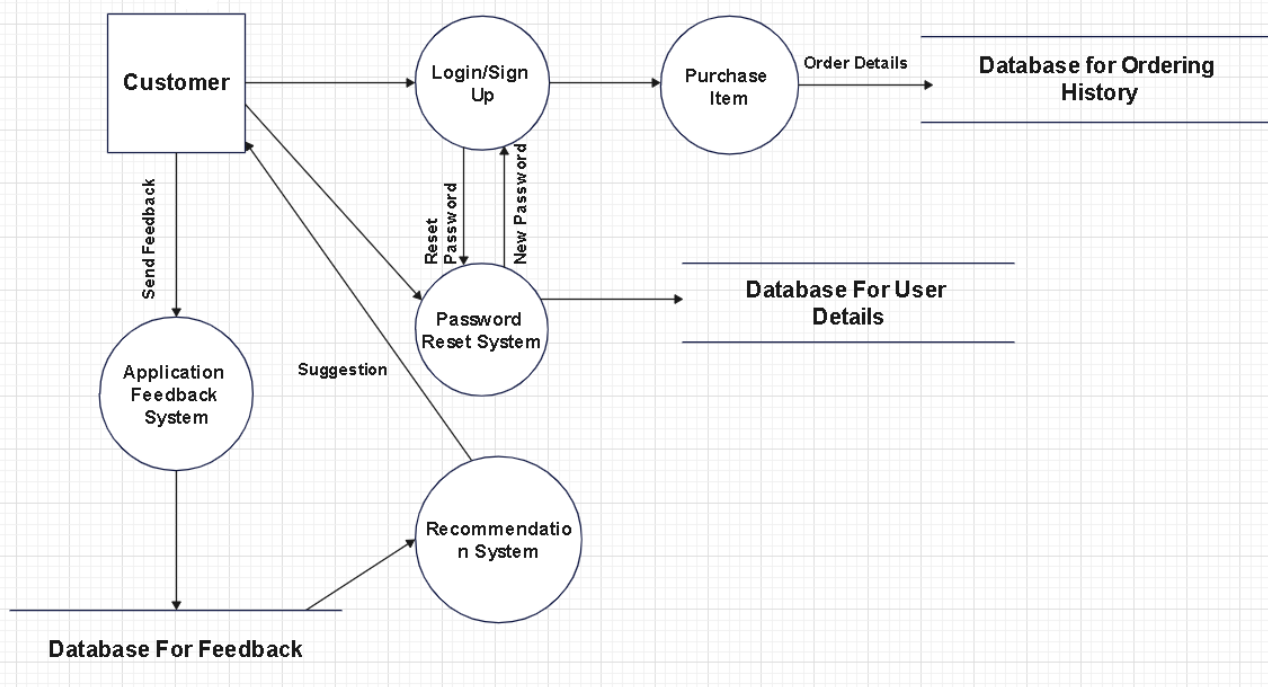 Customer
Login/Sign
Up
Purchase
Item
Order Details
Database for Ordering
History
Send Feedback
Reset
Password
New Password
Password
Reset System
Database For User
Details
Application
Feedback
System
Suggestion
Recommendatio
n System
Database For Feedback